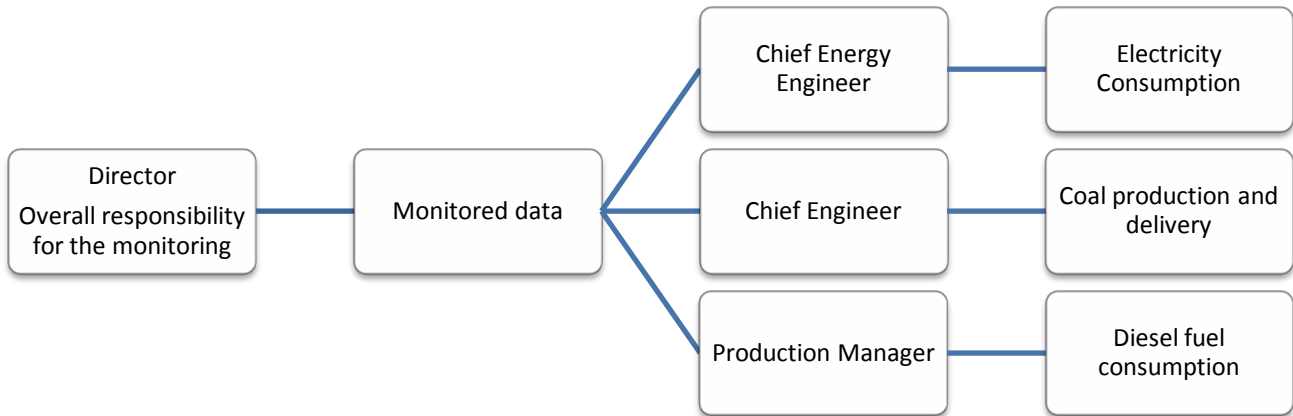 Director
Overall responsibility
for the monitoring
Monitored data
Chief Energy
Engineer
Electricity
Consumption
Chief Engineer
Coal production and
delivery
Production Manager
Diesel fuel
consumption